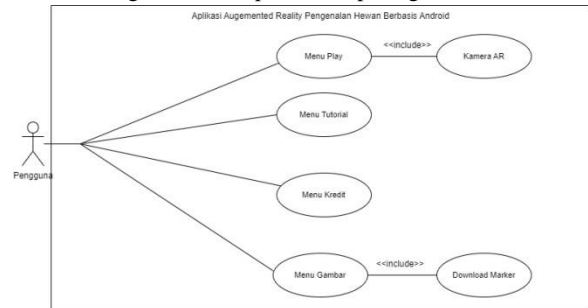 Aplikasi Augemented Reality Pengenalan Hewan Berbasis Android
Menu Play
<<include>>
Kamera AR
Menu Tutorial
Pengguna
Menu Kredit
Menu Gambar
<<include>>
Download Marker